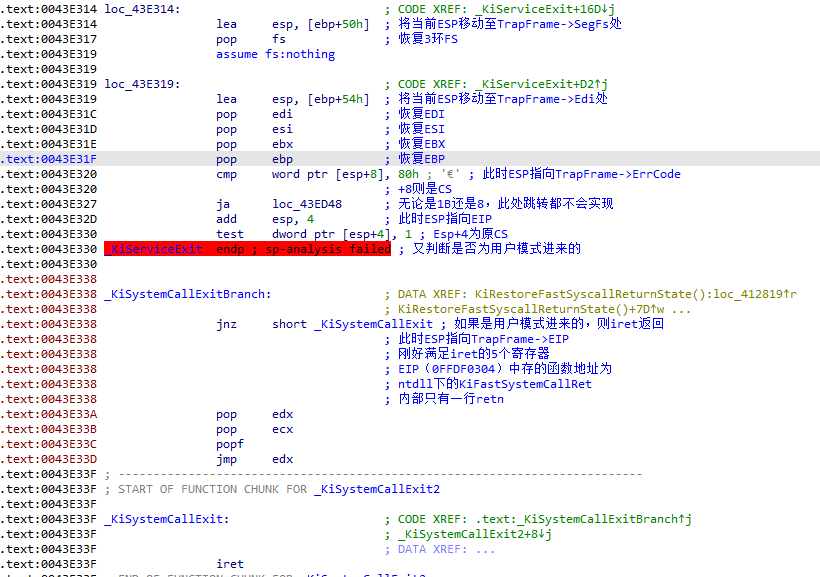 .text:0043E314 loc_43E314: ; CODE XREF: _KiServiceExit+16D↓j
.text:0043E314 lea esp, [ebp+50h] ; 将当前ESP移动至TrapFrame->SegFs处
.text:0043E317 pop fs ; 恢复3环FS
.text:0043E319 assume fs:nothing
.text:0043E319
.text:0043E319 loc_43E319: ; CODE XREF: _KiServiceExit+D2↑j
.text:0043E319 lea esp, [ebp+54h] ; 将当前ESP移动至TrapFrame->Edi处
.text:0043E31C pop edi ; 恢复EDI
.text:0043E31D pop esi ; 恢复ESI
.text:0043E31E pop ebx ; 恢复EBX
.text:0043E31F pop ebp ; 恢复EBP
.text:0043E320 cmp word ptr [esp+8], 80h ; '€' ; 此时ESP指向TrapFrame->ErrCode
.text:0043E320 ; +8则是CS
.text:0043E327 ja loc_43ED48 ; 无论是1B还是8，此处跳转都不会实现
.text:0043E32D add esp, 4 ; 此时ESP指向EIP
.text:0043E330 test dword ptr [esp+4], 1 ; Esp+4为原CS
.text:0043E330 _KiServiceExit endp ; sp-analysis failed ; 又判断是否为用户模式进来的
.text:0043E330
.text:0043E338
.text:0043E338 _KiSystemCallExitBranch: ; DATA XREF: KiRestoreFastSyscallReturnState():loc_412819↑r
.text:0043E338 ; KiRestoreFastSyscallReturnState()+7D↑w ...
.text:0043E338 jnz short _KiSystemCallExit ; 如果是用户模式进来的，则iret返回
.text:0043E338 ; 此时ESP指向TrapFrame->EIP
.text:0043E338 ; 刚好满足iret的5个寄存器
.text:0043E338 ; EIP（0FFDF0304）中存的函数地址为
.text:0043E338 ; ntdll下的KiFastSystemCallRet
.text:0043E338 ; 内部只有一行retn
.text:0043E33A pop edx
.text:0043E33B pop ecx
.text:0043E33C popf
.text:0043E33D jmp edx
.text:0043E33F ; ---------------------------------------------------------------------------
.text:0043E33F ; START OF FUNCTION CHUNK FOR _KiSystemCallExit2
.text:0043E33F
.text:0043E33F _KiSystemCallExit: ; CODE XREF: .text:_KiSystemCallExitBranch↑j
.text:0043E33F ; _KiSystemCallExit2+8↓j
.text:0043E33F ; DATA XREF: ...
.text:0043E33F iret